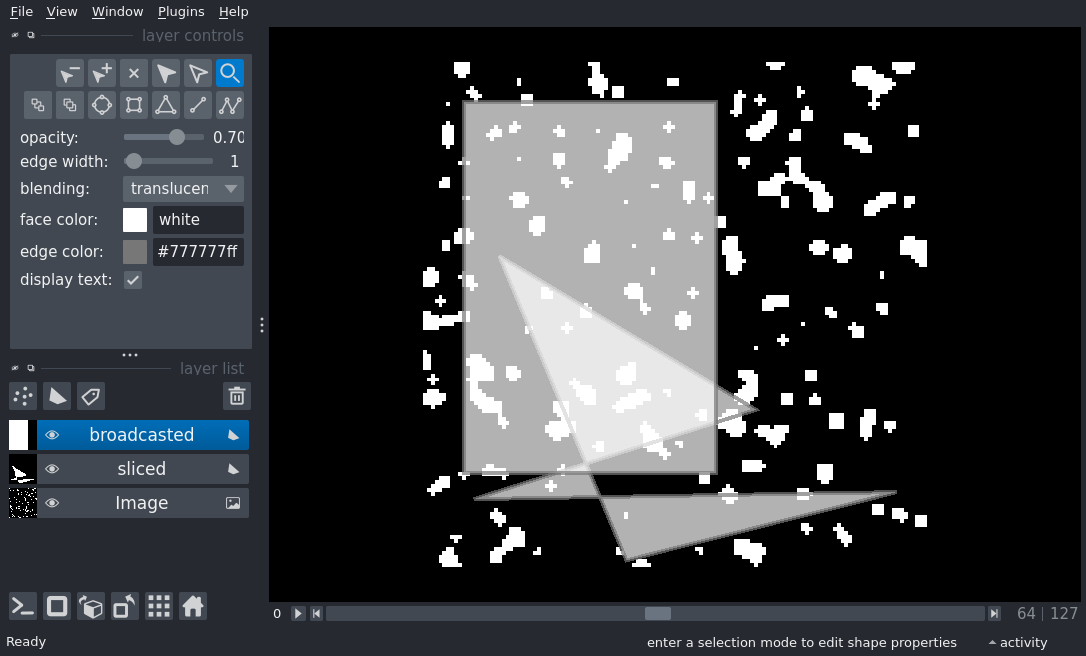 File View Window Plugins Help
layer controls
opacity: 0.70
edge width: 1
blending: translucen
face color: white
edge color: #777777ff
display text:
layer list
broadcasted
sliced
Image
0 64 | 127
Ready enter a selection mode to edit shape properties activity